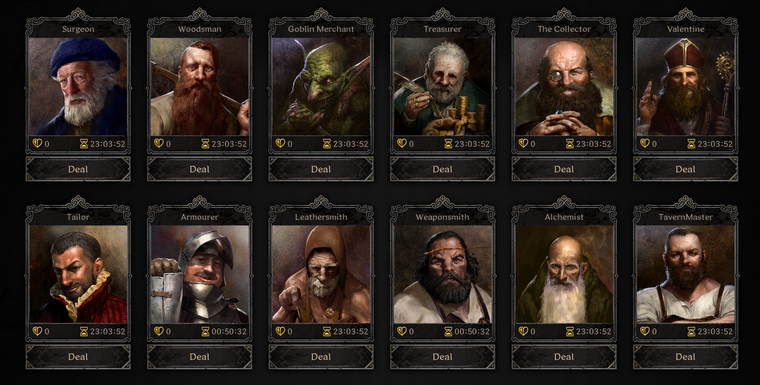 Surgeon Woodsman Goblin Merchant Treasurer The Collector Valentine
0 23:03:52 0 23:03:52 0 23:03:52 0 23:03:52 0 23:03:52 0 23:03:52
Deal Deal Deal Deal Deal Deal
Tailor Armourer Leathersmith Weaponsmith Alchemist TavernMaster
0 23:03:52 0 00:50:32 0 23:03:52 0 00:50:32 0 23:03:52 0 23:03:52
Deal Deal Deal Deal Deal Deal